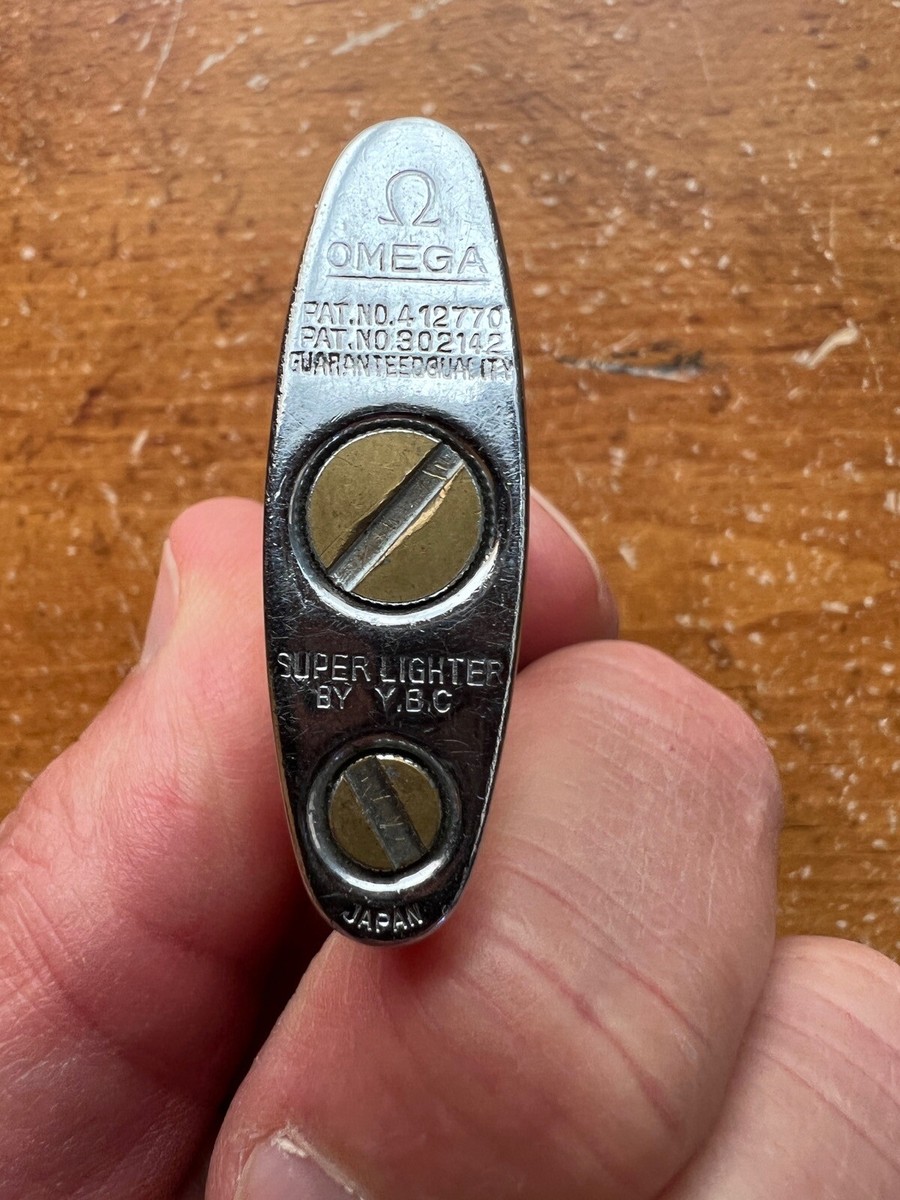 Ω
OMEGA
PAT.NO.412770
PAT.NO.302142
GUARANTEED QUALITY
SUPER LIGHTER
BY Y.B.C
JAPAN